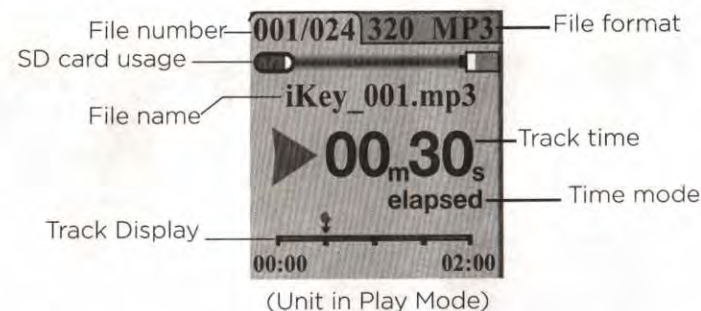 File number 001/024 320 MP3 File format
SD card usage
iKey_001.mp3
File name
00m30s Track time
elapsed Time mode
Track Display
00:00 02:00
(Unit in Play Mode)